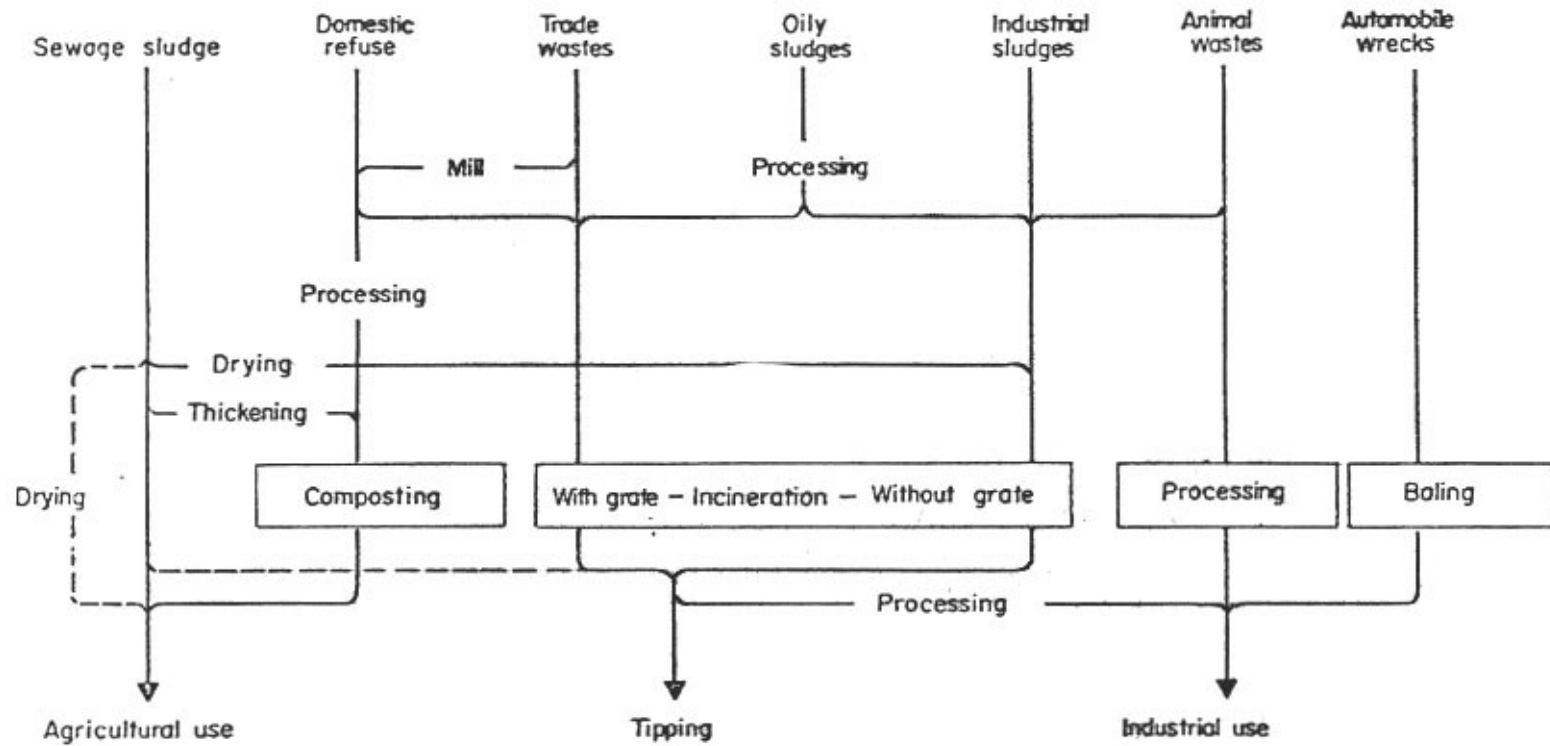 Sewage sludge
Domestic
refuse
Trade
wastes
Oily
sludges
Industrial
sludges
Animal
wastes
Automobile
wrecks
Mill
Processing
Processing
Drying
Thickening
Drying
Composting
With grate – Incineration – Without grate
Processing
Baling
Processing
Agricultural use
Tipping
Industrial use